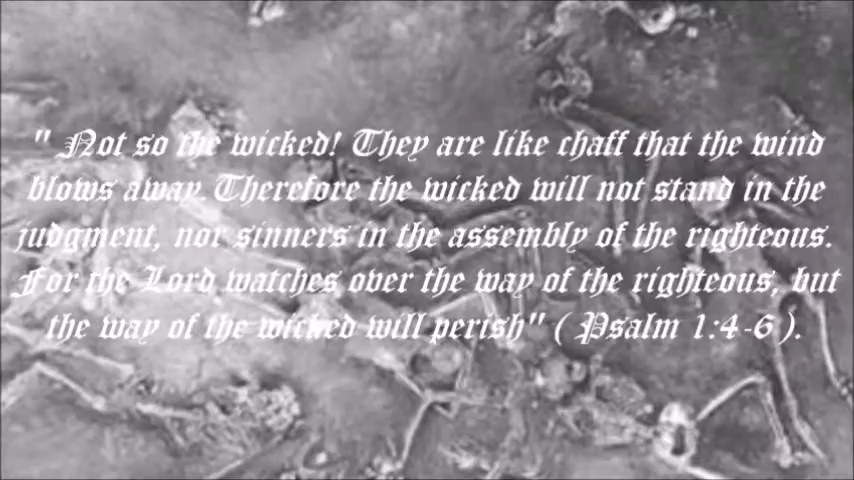 " Not so the wicked! They are like chaff that the wind
blows away.Therefore the wicked will not stand in the
judgment, nor sinners in the assembly of the righteous.
For the Lord watches over the way of the righteous, but
the way of the wicked will perish" ( Psalm 1:4-6 ).